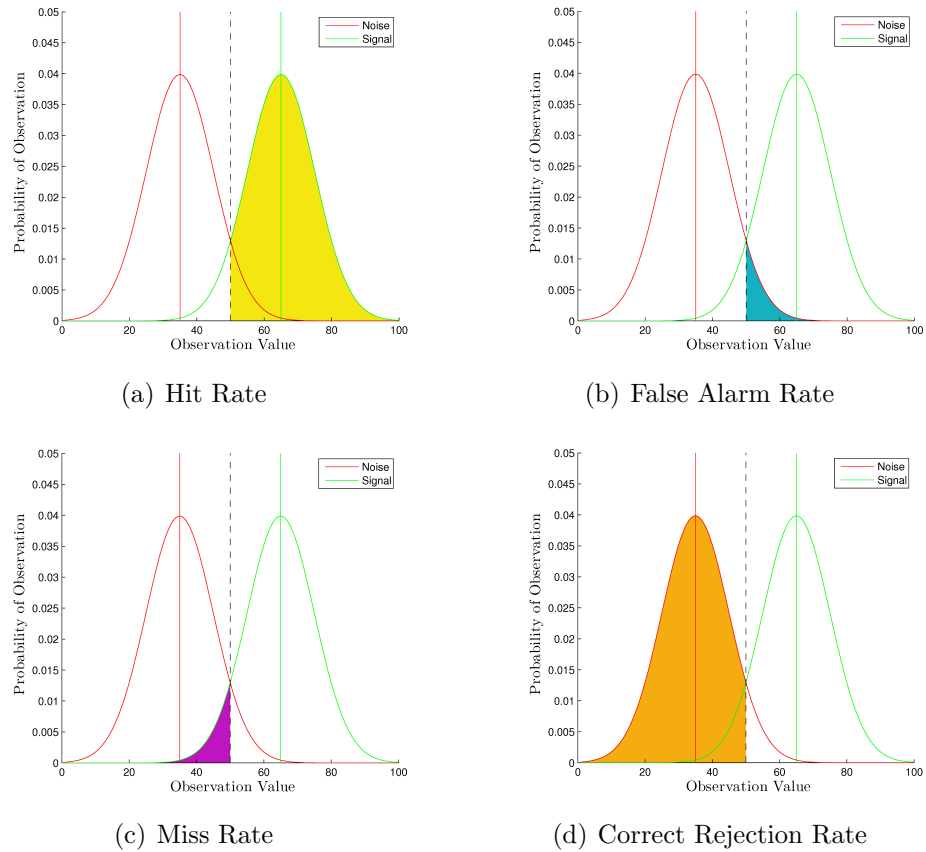 0.05
0.045
0.04
0.035
0.03
0.025
0.02
0.015
0.01
0.005
0
0 20 40 60 80 100
Probability of Observation
Observation Value
Noise
Signal
(a) Hit Rate
0.05
0.045
0.04
0.035
0.03
0.025
0.02
0.015
0.01
0.005
0
0 20 40 60 80 100
Probability of Observation
Observation Value
Noise
Signal
(b) False Alarm Rate
0.05
0.045
0.04
0.035
0.03
0.025
0.02
0.015
0.01
0.005
0
0 20 40 60 80 100
Probability of Observation
Observation Value
Noise
Signal
(c) Miss Rate
0.05
0.045
0.04
0.035
0.03
0.025
0.02
0.015
0.01
0.005
0
0 20 40 60 80 100
Probability of Observation
Observation Value
Noise
Signal
(d) Correct Rejection Rate